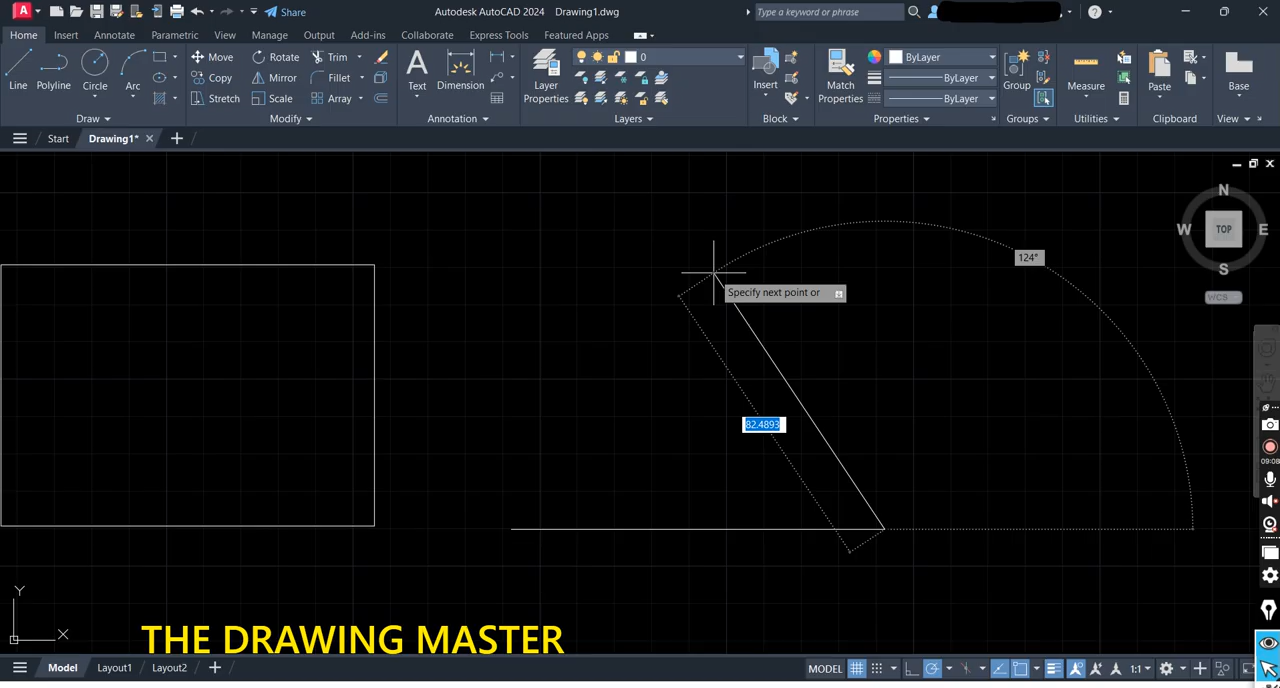 Share
Autodesk AutoCAD 2024 Drawing1.dwg
Type a keyword or phrase
Home Insert Annotate Parametric View Manage Output Add-ins Collaborate Express Tools Featured Apps
Line Polyline Circle Arc
Move Rotate Trim
Copy Mirror Fillet
Stretch Scale Array
Text Dimension
Layer Properties
0
Insert
Match Properties
ByLayer
ByLayer
ByLayer
Group
Measure
Paste
Base
Draw Modify Annotation Layers Block Properties Groups Utilities Clipboard View
Start Drawing1*
N
W TOP E
S
WCS
124°
Specify next point or
82.4893
09:08
Y
X
THE DRAWING MASTER
Model Layout1 Layout2
MODEL 1:1